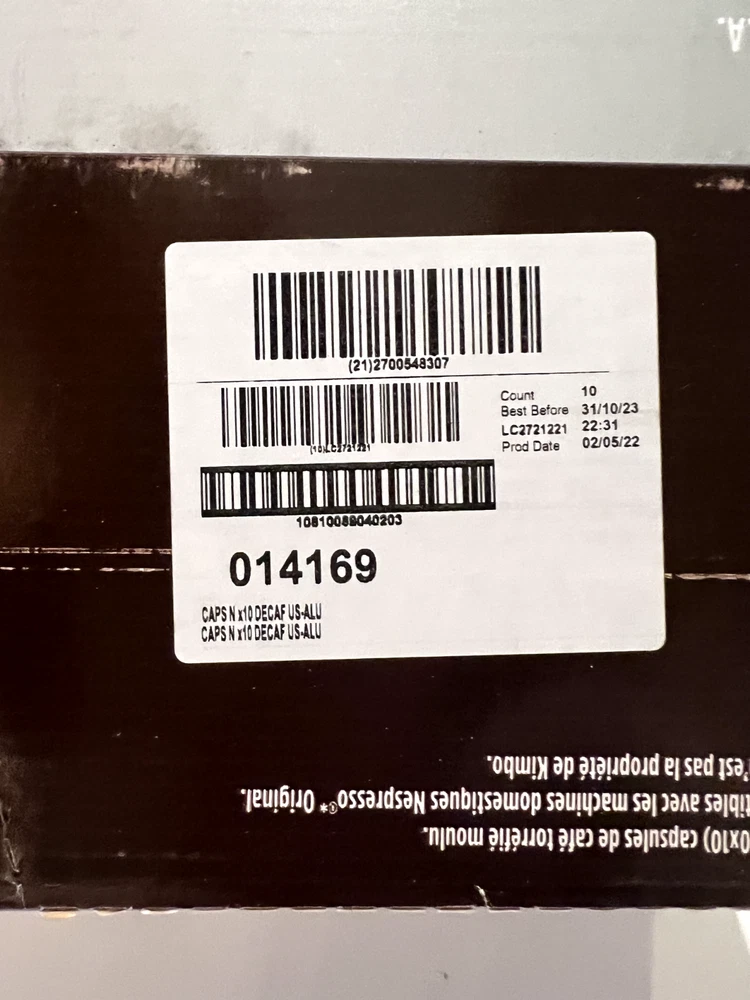 .A.
(21)2700548307
Count 10
Best Before 31/10/23
LC2721221 22:31
Prod Date 02/05/22
(10)LC2721221
10810089040203
014169
CAPS N x10 DECAF US-ALU
CAPS N x10 DECAF US-ALU
0x10) capsules de café torréfié moulu.
tibles avec les machines domestiques Nespresso®* Original.
'est pas la propriété de Kimbo.